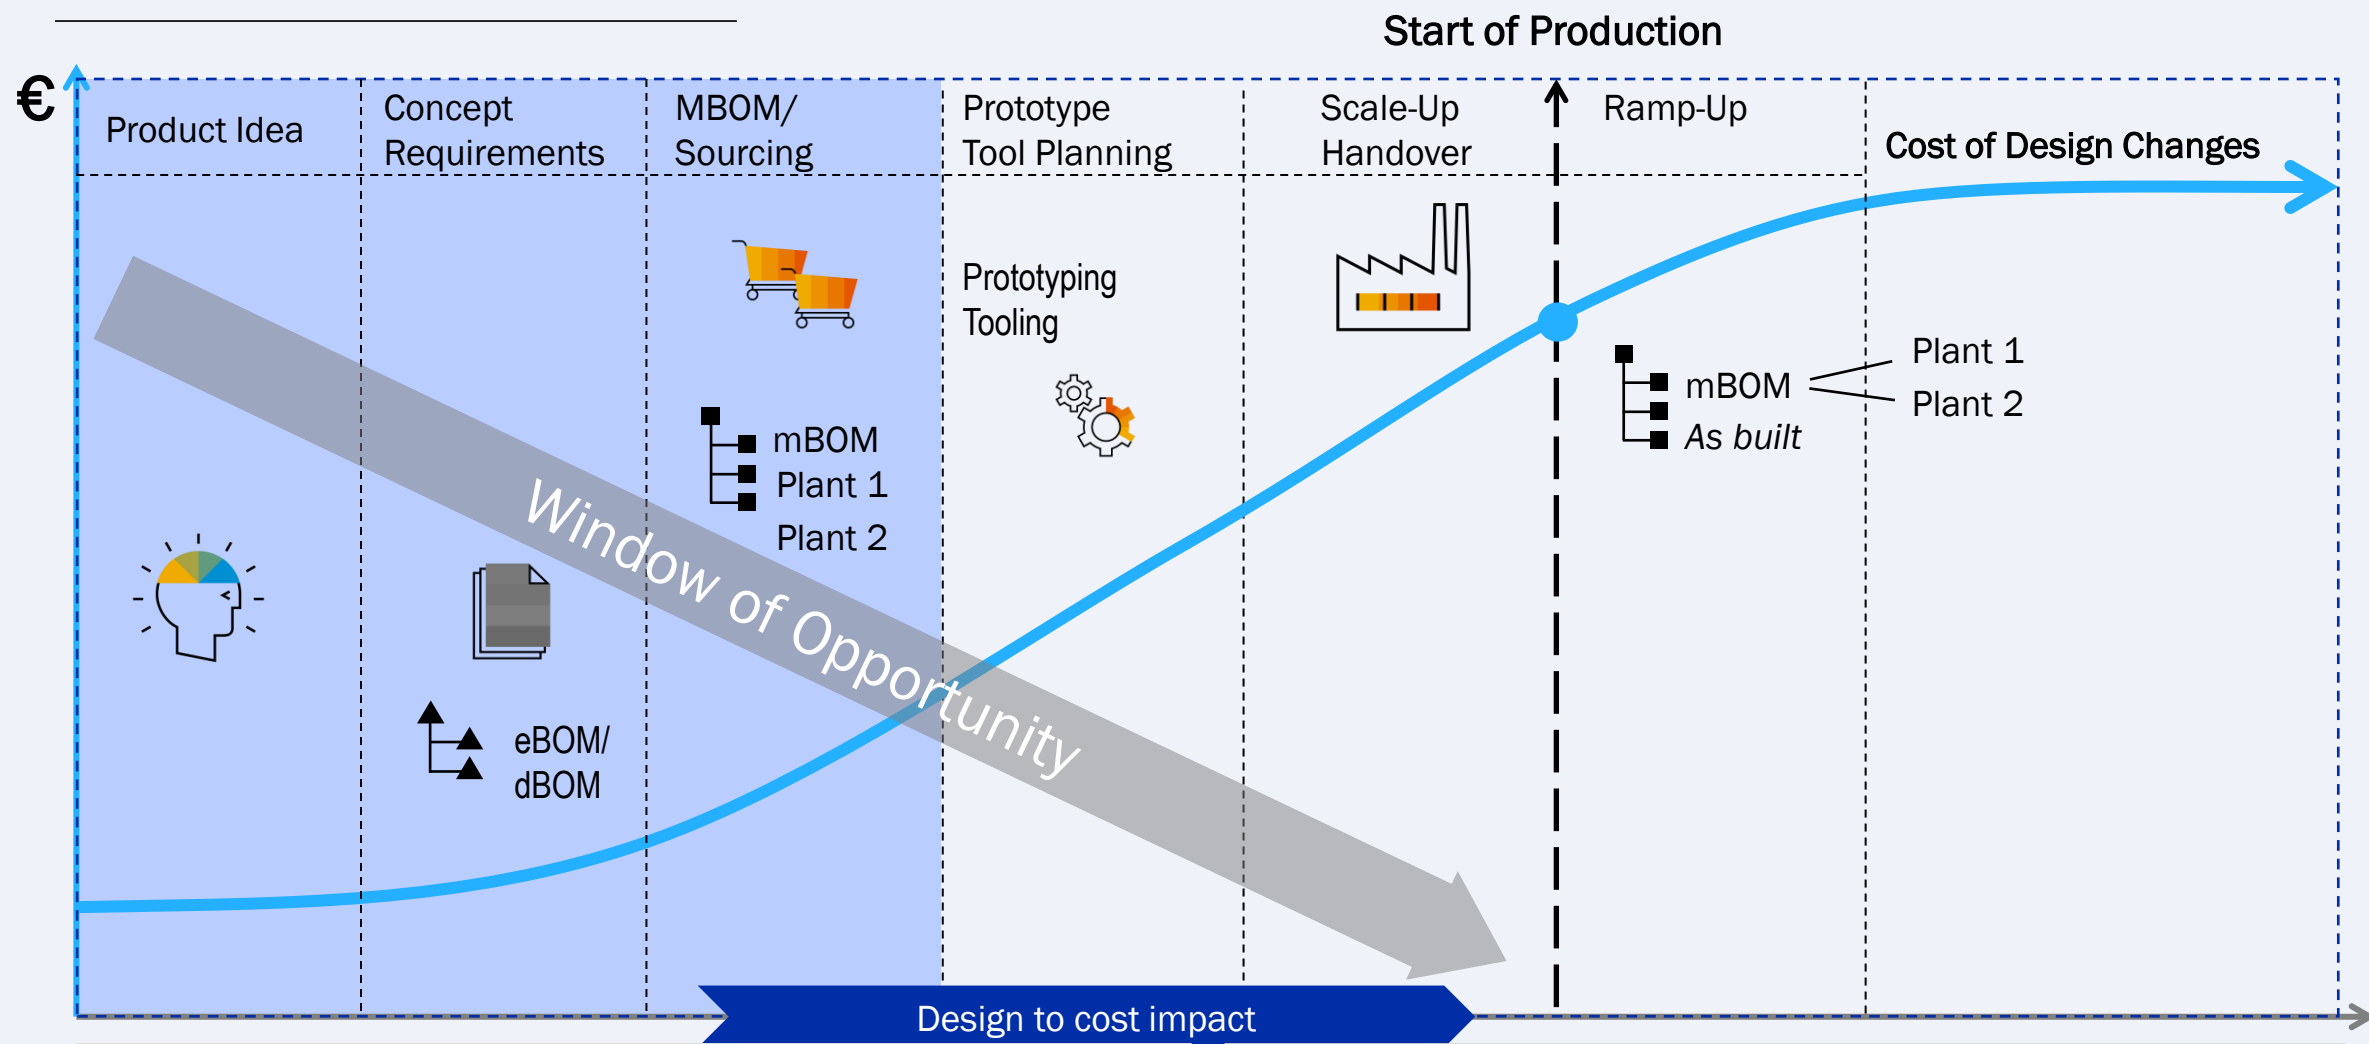 Start of Production
€
Product Idea
Concept
Requirements
MBOM/
Sourcing
Prototype
Tool Planning
Scale-Up
Handover
Ramp-Up
Cost of Design Changes
Prototyping
Tooling
mBOM
Plant 1
Plant 2
mBOM
As built
Plant 1
Plant 2
Window of Opportunity
eBOM/
dBOM
Design to cost impact